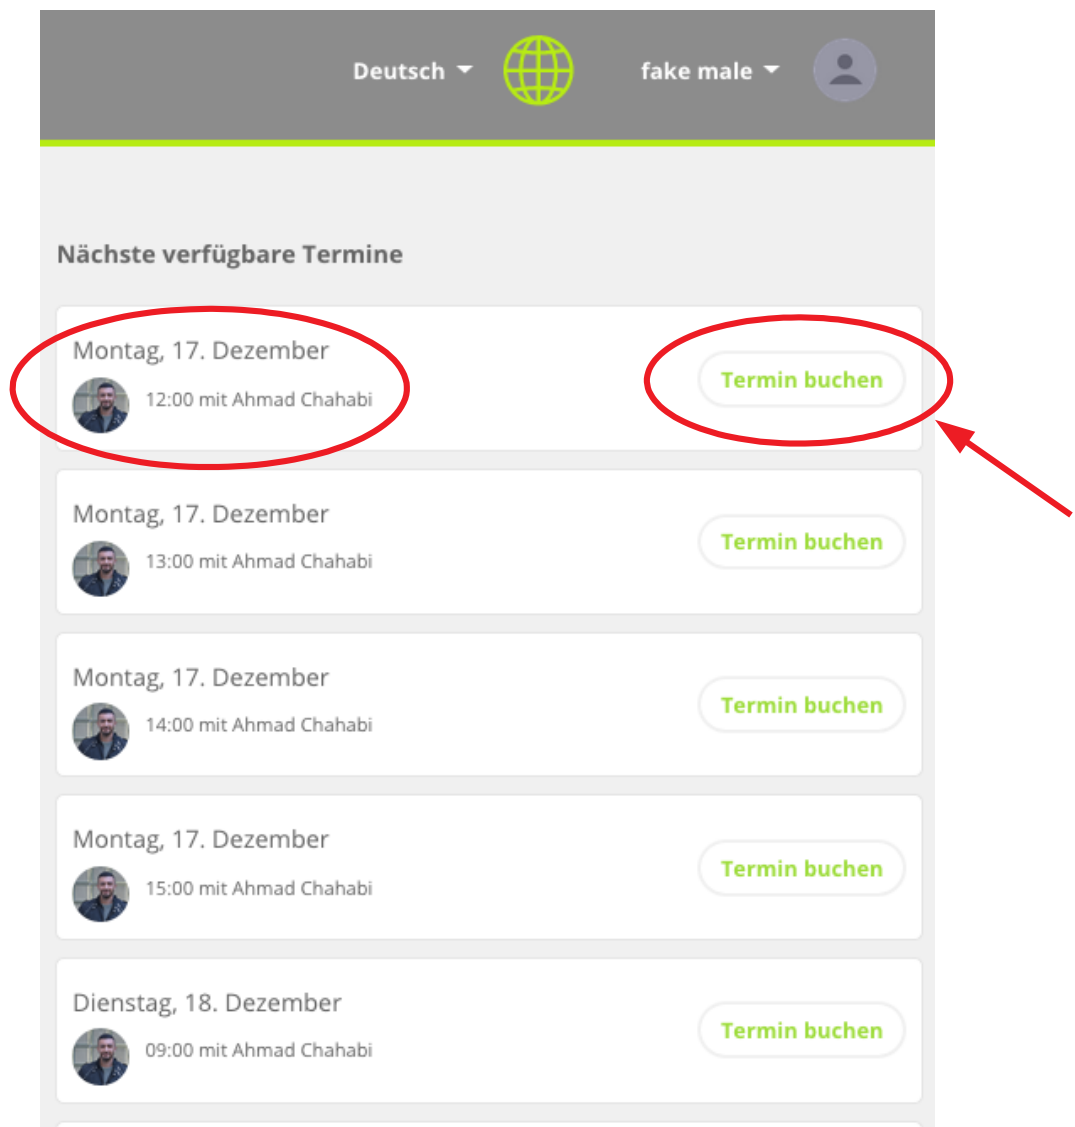 Deutsch fake male
Nächste verfügbare Termine
Montag, 17. Dezember
12:00 mit Ahmad Chahabi
Termin buchen
Montag, 17. Dezember
13:00 mit Ahmad Chahabi
Termin buchen
Montag, 17. Dezember
14:00 mit Ahmad Chahabi
Termin buchen
Montag, 17. Dezember
15:00 mit Ahmad Chahabi
Termin buchen
Dienstag, 18. Dezember
09:00 mit Ahmad Chahabi
Termin buchen